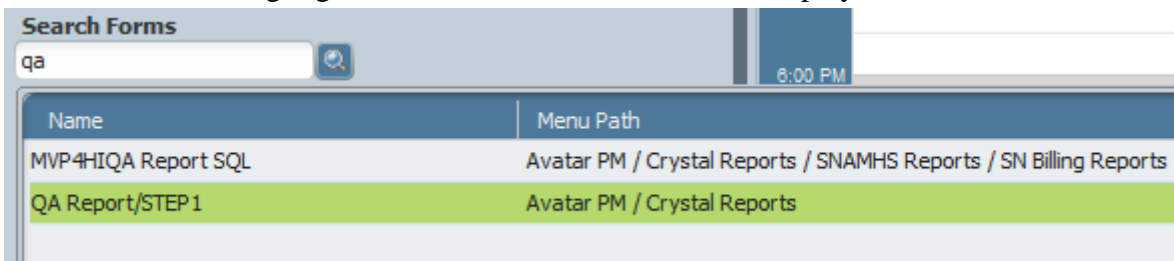 Search Forms
qa
6:00 PM
Name Menu Path
MVP4HIQA Report SQL Avatar PM / Crystal Reports / SNAMHS Reports / SN Billing Reports
QA Report/STEP1 Avatar PM / Crystal Reports